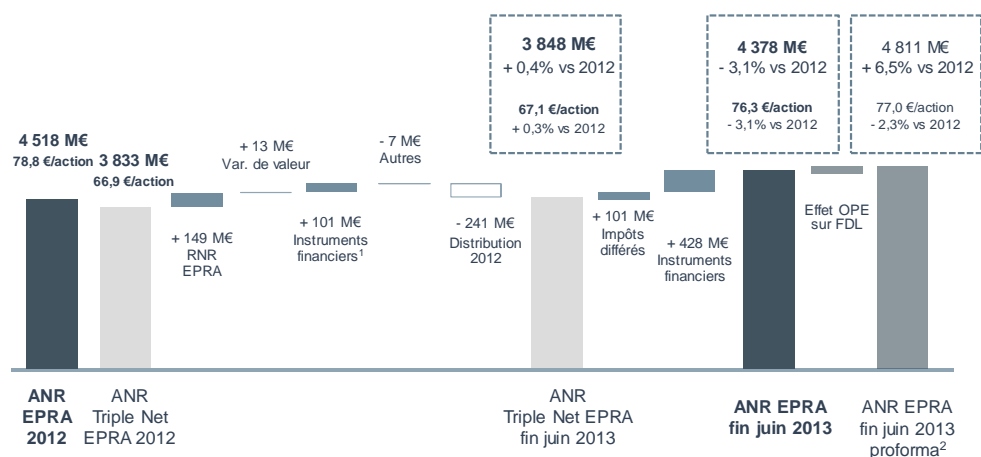 4 518 M€
78,8 €/action
3 833 M€
66,9 €/action
+ 149 M€
RNR
EPRA
+ 13 M€
Var. de valeur
+ 101 M€
Instruments
financiers¹
- 7 M€
Autres
- 241 M€
Distribution
2012
3 848 M€
+ 0,4% vs 2012
67,1 €/action
+ 0,3% vs 2012
+ 101 M€
Impôts
différés
+ 428 M€
Instruments
financiers
4 378 M€
- 3,1% vs 2012
76,3 €/action
- 3,1% vs 2012
Effet OPE
sur FDL
4 811 M€
+ 6,5% vs 2012
77,0 €/action
- 2,3% vs 2012
ANR
EPRA
2012
ANR
Triple Net
EPRA 2012
ANR
Triple Net EPRA
fin juin 2013
ANR EPRA
fin juin 2013
ANR EPRA
fin juin 2013
proforma²